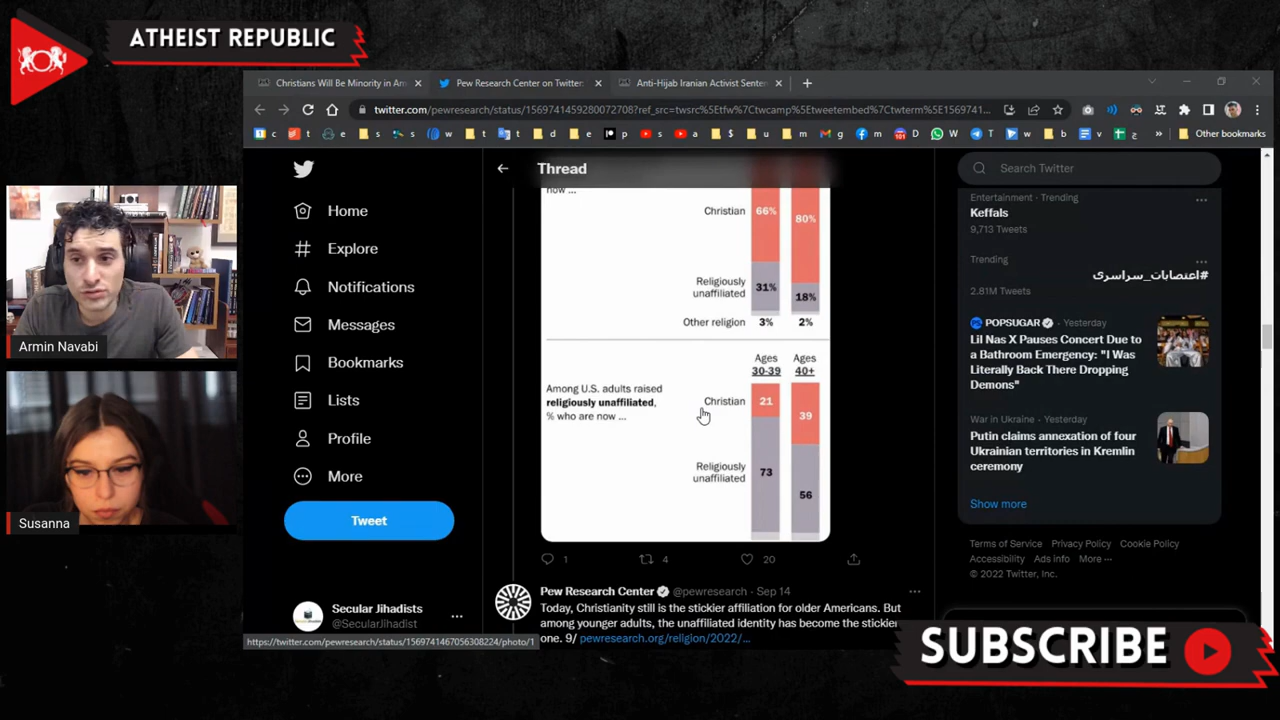 ATHEIST REPUBLIC
Christians Will Be Minority in Am
Pew Research Center on Twitter:
Anti-Hijab Iranian Activist Senten
twitter.com/pewresearch/status/1569741459280072708?ref_src=twsrc%5Etfw%7Ctwcamp%5Etweetembed%7Ctwterm%5E1569741...
Other bookmarks
Home
Explore
Notifications
Messages
Bookmarks
Lists
Profile
More
Tweet
Secular Jihadists
@SecularJihadist
Thread
now ...
Christian 66% 80%
Religiously
unaffiliated 31% 18%
Other religion 3% 2%
Ages Ages
30-39 40+
Among U.S. adults raised
religiously unaffiliated,
% who are now ...
Christian 21 39
Religiously
unaffiliated 73 56
1 4 20
Pew Research Center @pewresearch · Sep 14
Today, Christianity still is the stickier affiliation for older Americans. But
among younger adults, the unaffiliated identity has become the stickier
one. 9/ pewresearch.org/religion/2022/...
Search Twitter
Entertainment · Trending
Keffals
9,713 Tweets
Trending
#اعتصابات_سراسری
2.81M Tweets
POPSUGAR · Yesterday
Lil Nas X Pauses Concert Due to
a Bathroom Emergency: "I Was
Literally Back There Dropping
Demons"
War in Ukraine · Yesterday
Putin claims annexation of four
Ukrainian territories in Kremlin
ceremony
Show more
Terms of Service Privacy Policy Cookie Policy
Accessibility Ads info More ···
© 2022 Twitter, Inc.
Armin Navabi
Susanna
https://twitter.com/pewresearch/status/1569741467056308224/photo/1
SUBSCRIBE